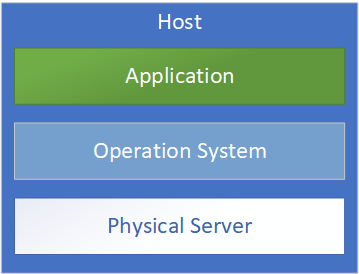 Host
Application
Operation System
Physical Server